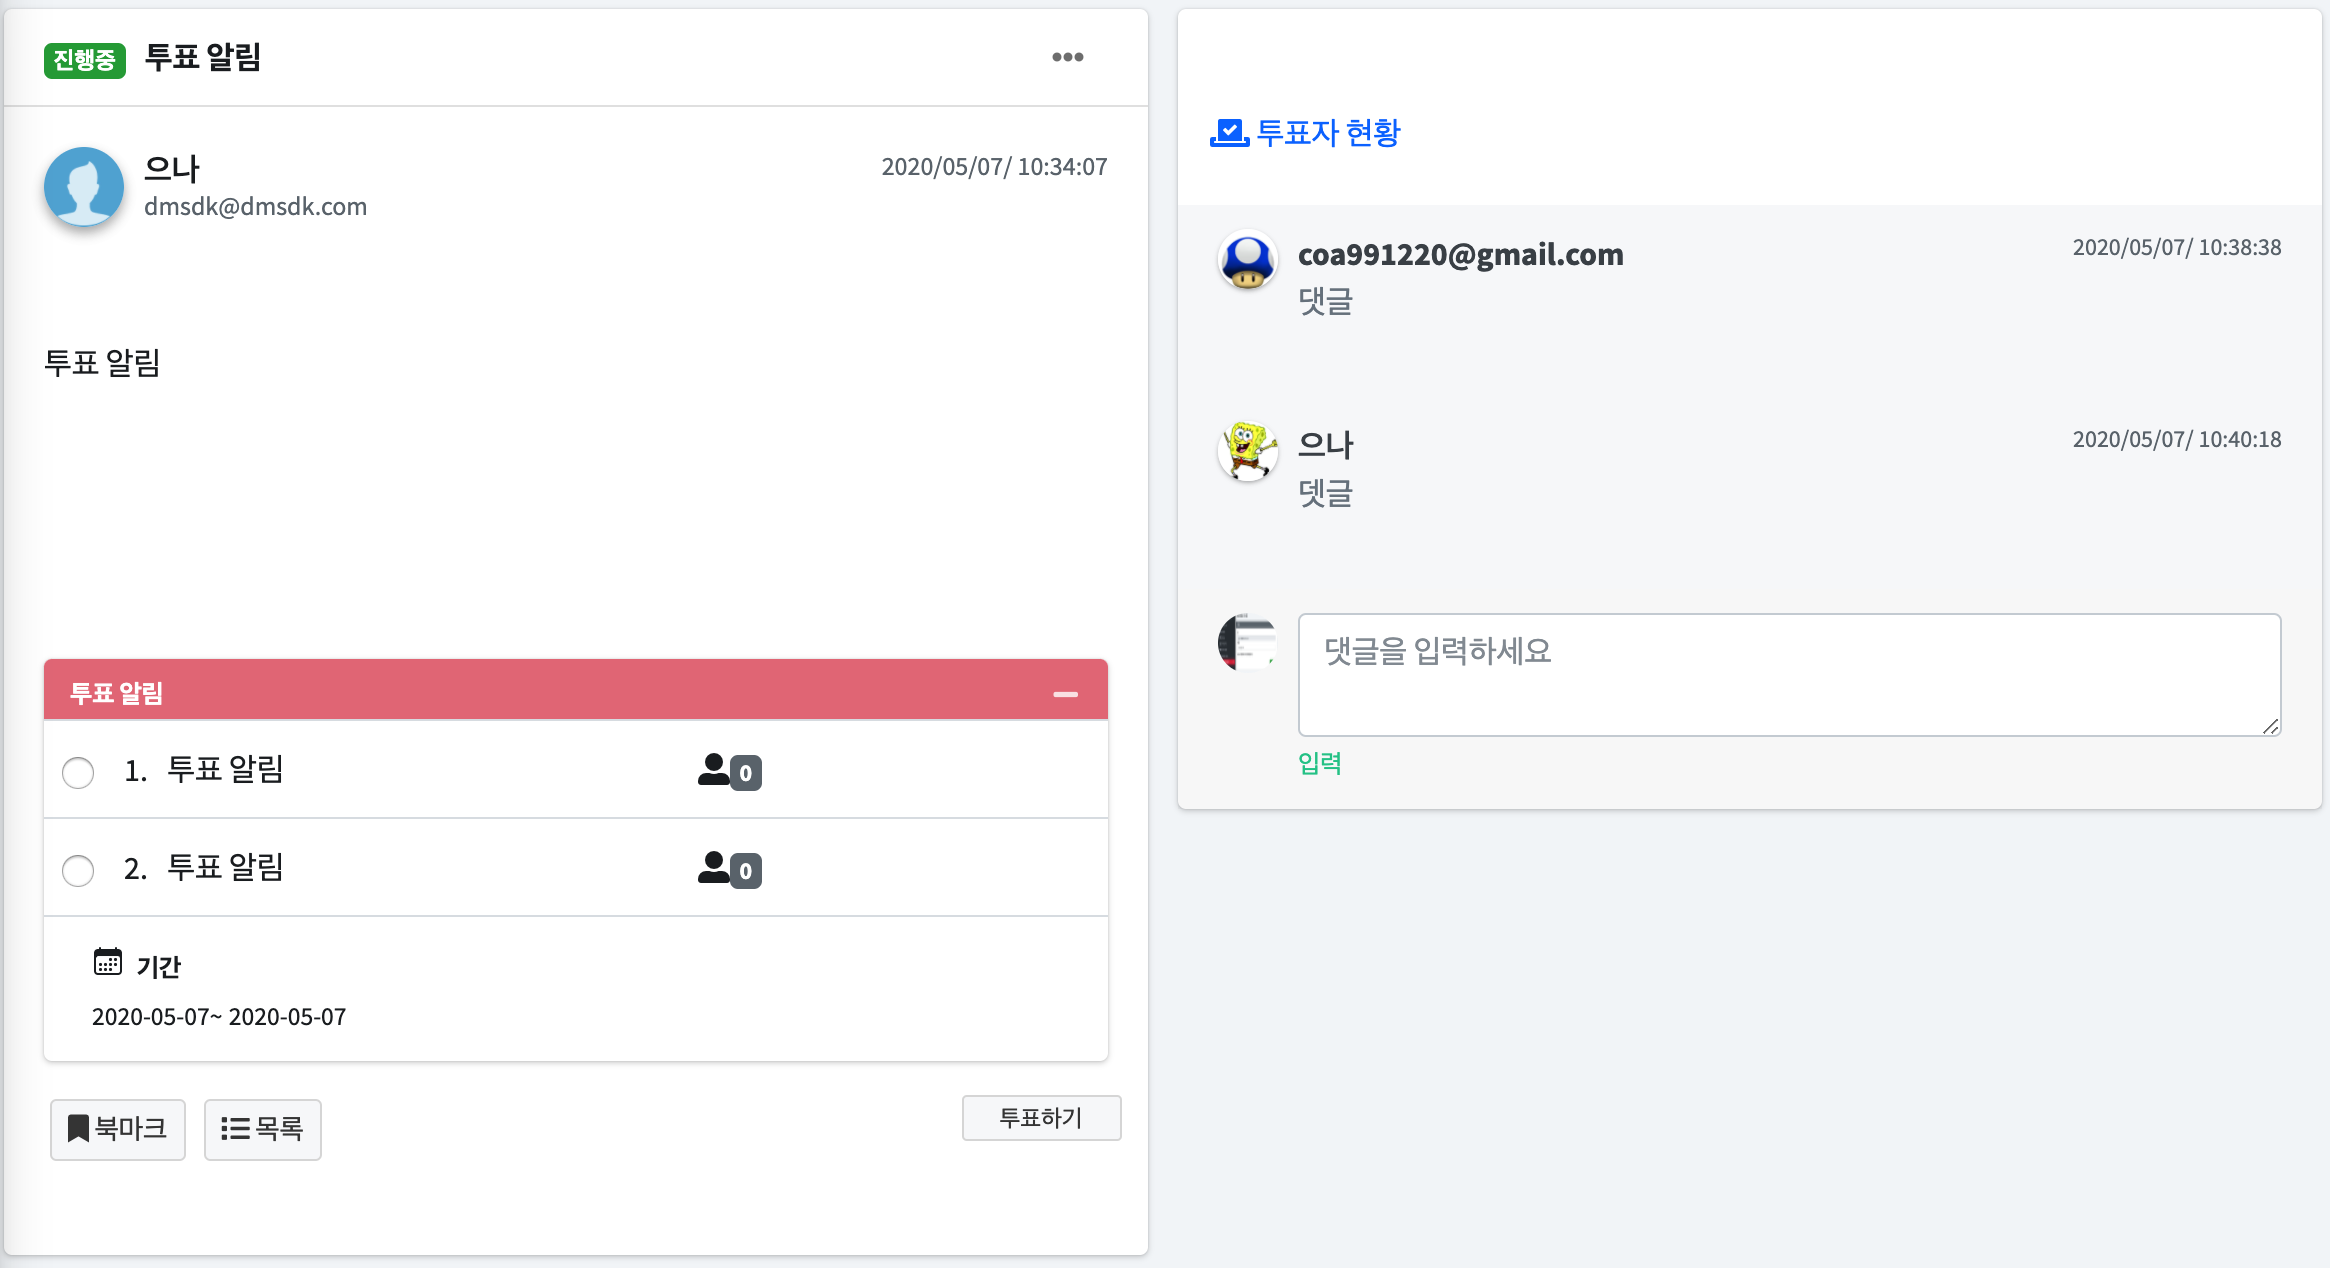 진행중 투표 알림
으나
2020/05/07/ 10:34:07
dmsdk@dmsdk.com
투표 알림
투표 알림
1. 투표 알림 0
2. 투표 알림 0
기간
2020-05-07~ 2020-05-07
북마크
목록
투표하기
투표자 현황
coa991220@gmail.com
2020/05/07/ 10:38:38
댓글
으나
2020/05/07/ 10:40:18
뎃글
댓글을 입력하세요
입력